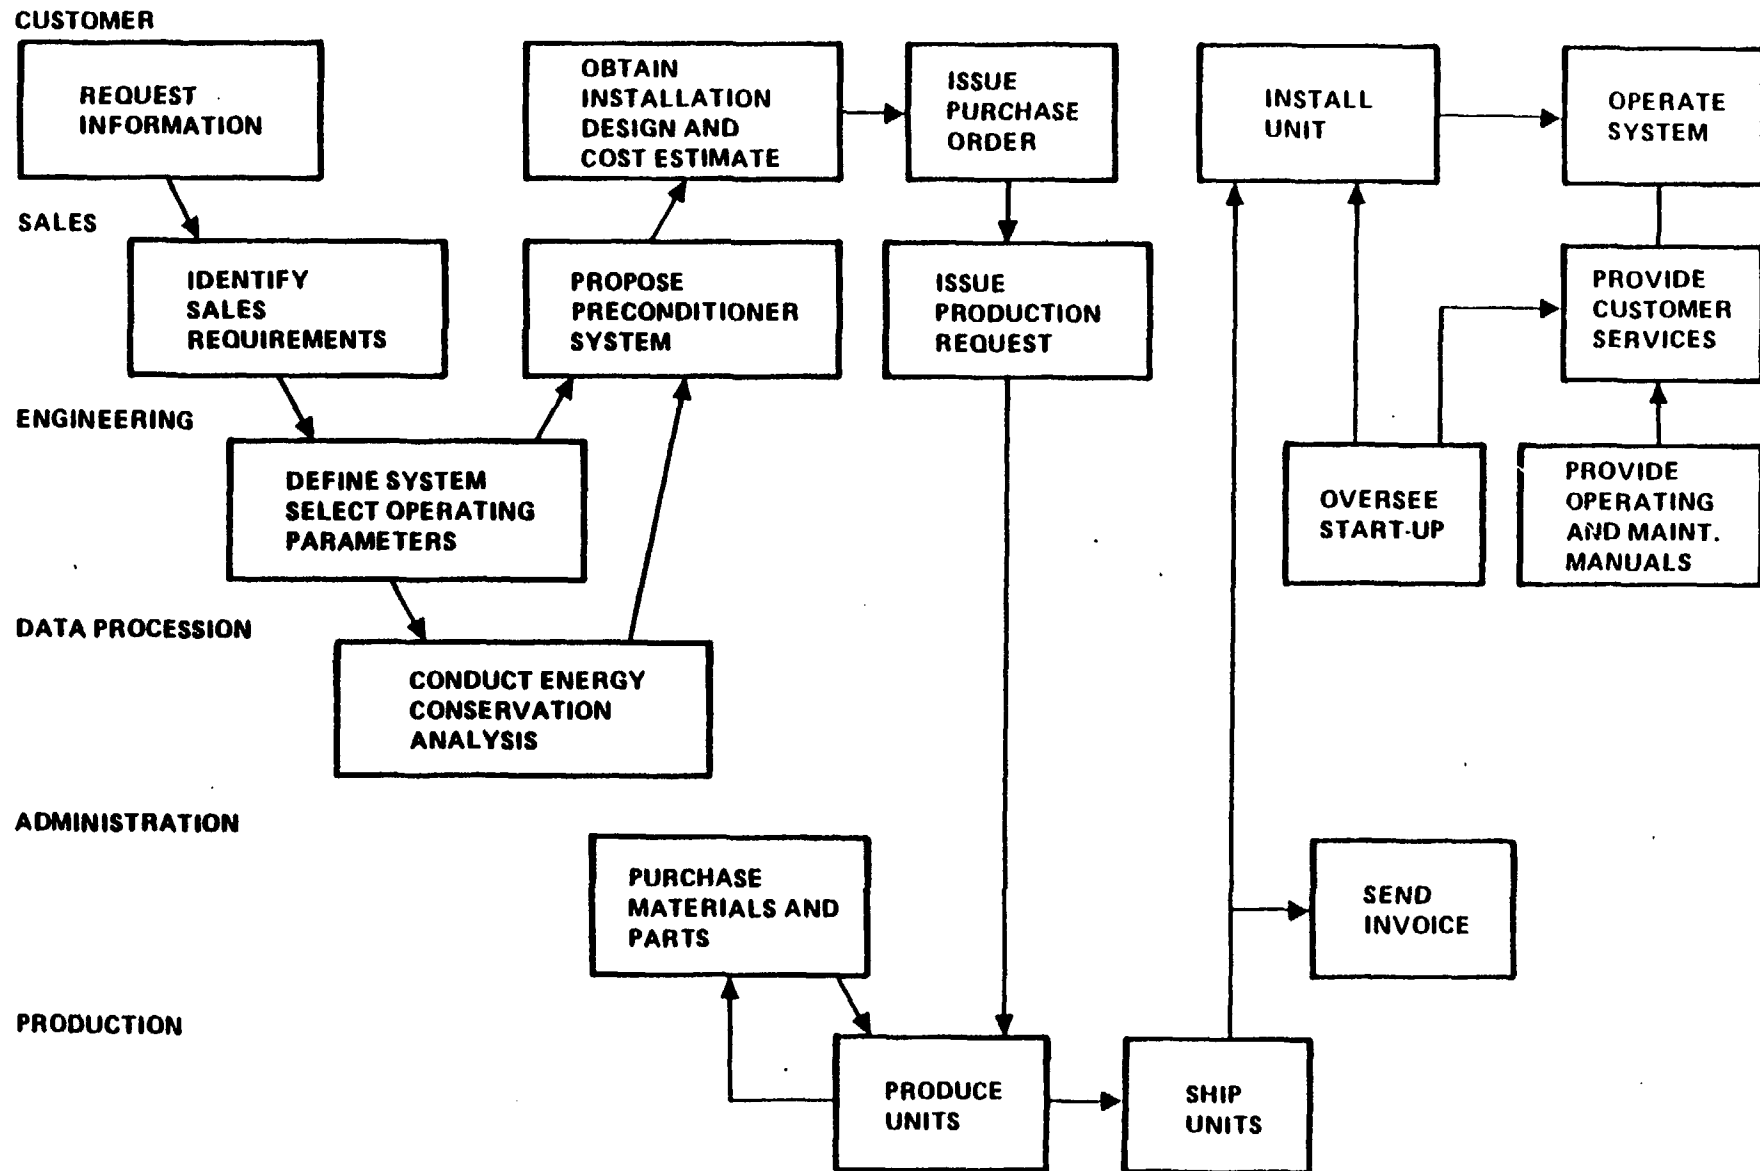 CUSTOMER
REQUEST
INFORMATION
OBTAIN
INSTALLATION
DESIGN AND
COST ESTIMATE
ISSUE
PURCHASE
ORDER
INSTALL
UNIT
OPERATE
SYSTEM
SALES
IDENTIFY
SALES
REQUIREMENTS
PROPOSE
PRECONDITIONER
SYSTEM
ISSUE
PRODUCTION
REQUEST
PROVIDE
CUSTOMER
SERVICES
ENGINEERING
DEFINE SYSTEM
SELECT OPERATING
PARAMETERS
OVERSEE
START-UP
PROVIDE
OPERATING
AND MAINT.
MANUALS
DATA PROCESSION
CONDUCT ENERGY
CONSERVATION
ANALYSIS
ADMINISTRATION
PURCHASE
MATERIALS AND
PARTS
SEND
INVOICE
PRODUCTION
PRODUCE
UNITS
SHIP
UNITS